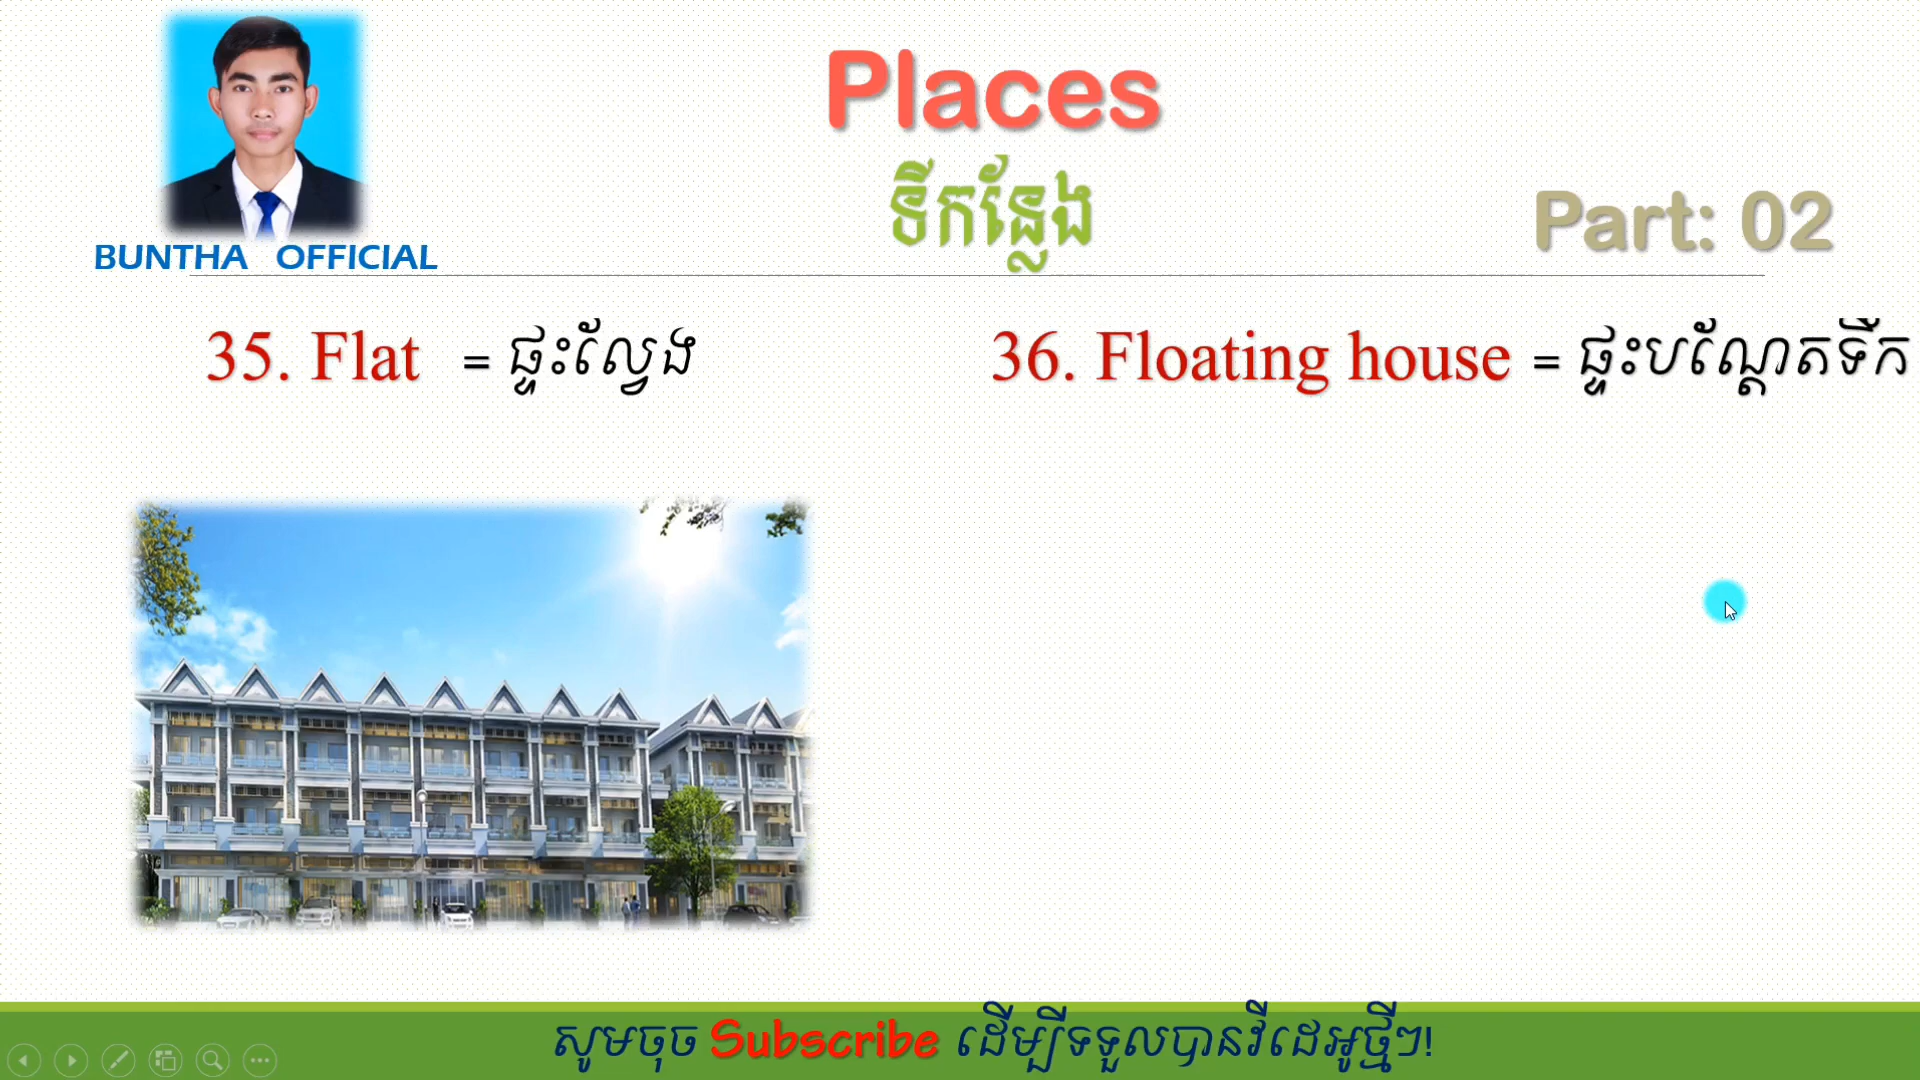 Places
ទីកន្លែង
Part: 02
BUNTHA OFFICIAL
35. Flat = ផ្ទះល្វែង
36. Floating house = ផ្ទះបណ្ដែតទឹក
សូមចុច Subscribe ដើម្បីទទួលបានវីដេអូថ្មីៗ!